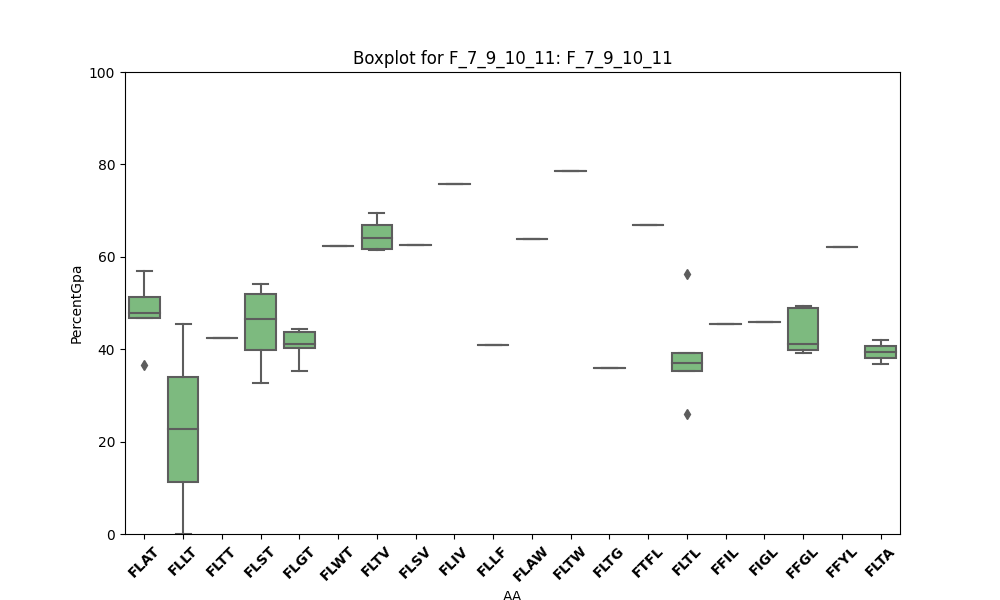 Boxplot for F_7_9_10_11: F_7_9_10_11
100
80
60
40
20
0
PercentGpa
FLAT
FLLT
FLTT
FLST
FLGT
FLWT
FLTV
FLSV
FLIV
FLLF
FLAW
FLTW
FLTG
FTFL
FLTL
FFIL
FIGL
FFGL
FFYL
FLTA
AA